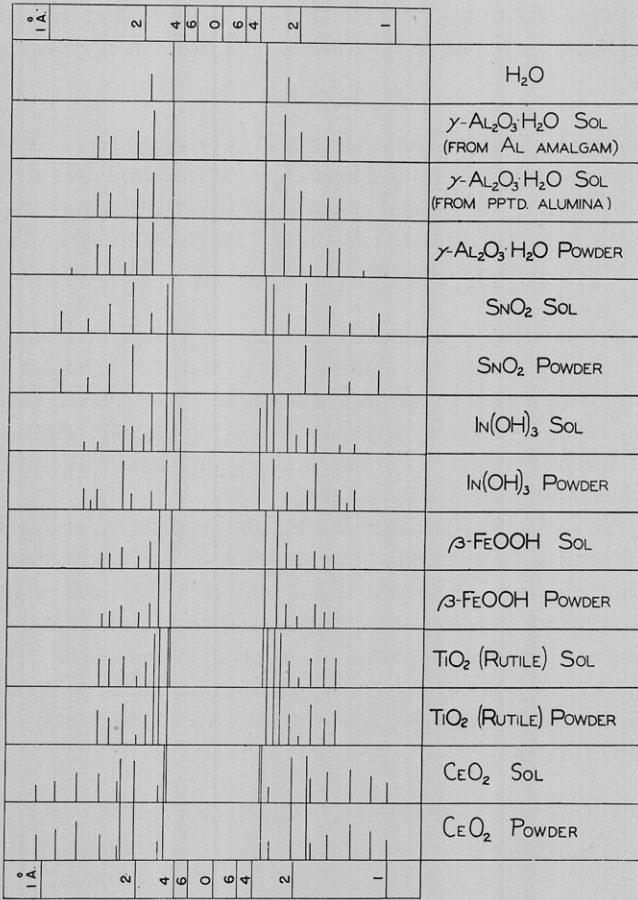 1 Å. 2 4 6 0 6 4 2 1
H₂O
γ-Al₂O₃·H₂O Sol
(from Al amalgam)
γ-Al₂O₃·H₂O Sol
(from pptd. alumina)
γ-Al₂O₃·H₂O Powder
SnO₂ Sol
SnO₂ Powder
In(OH)₃ Sol
In(OH)₃ Powder
β-FeOOH Sol
β-FeOOH Powder
TiO₂ (Rutile) Sol
TiO₂ (Rutile) Powder
CeO₂ Sol
CeO₂ Powder
1 Å. 2 4 6 0 6 4 2 1